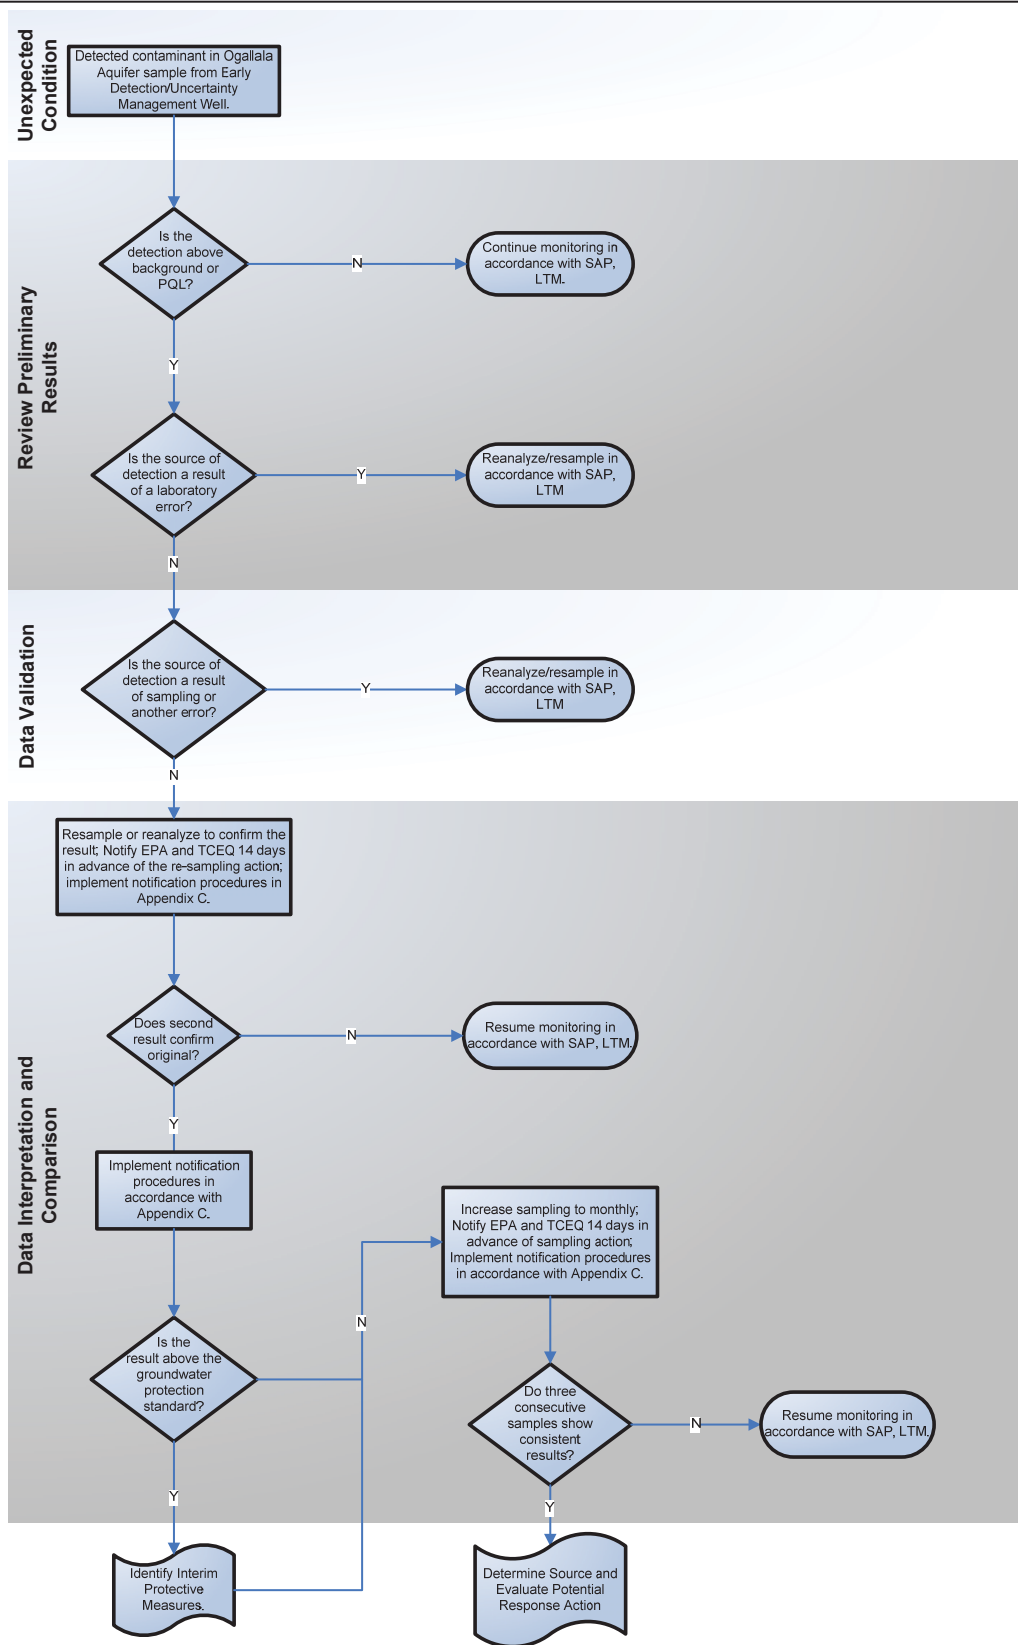 Unexpected
Condition
Detected contaminant in Ogallala
Aquifer sample from Early
Detection/Uncertainty
Management Well.
Review Preliminary
Results
Is the
detection above
background or
PQL?
N
Continue monitoring in
accordance with SAP,
LTM.
Y
Is the source of
detection a result
of a laboratory
error?
Y
Reanalyze/resample in
accordance with SAP,
LTM
N
Data Validation
Is the source of
detection a result
of sampling or
another error?
Y
Reanalyze/resample in
accordance with SAP,
LTM
N
Data Interpretation and
Comparison
Resample or reanalyze to confirm the
result; Notify EPA and TCEQ 14 days
in advance of the re-sampling action;
implement notification procedures in
Appendix C.
Does second
result confirm
original?
N
Resume monitoring in
accordance with SAP, LTM.
Y
Implement notification
procedures in
accordance with
Appendix C.
Increase sampling to monthly;
Notify EPA and TCEQ 14 days in
advance of sampling action;
Implement notification procedures
in accordance with Appendix C.
N
Is the
result above the
groundwater
protection
standard?
Do three
consecutive
samples show
consistent
results?
N
Resume monitoring in
accordance with SAP, LTM.
Y
Y
Identify Interim
Protective
Measures.
Determine Source and
Evaluate Potential
Response Action